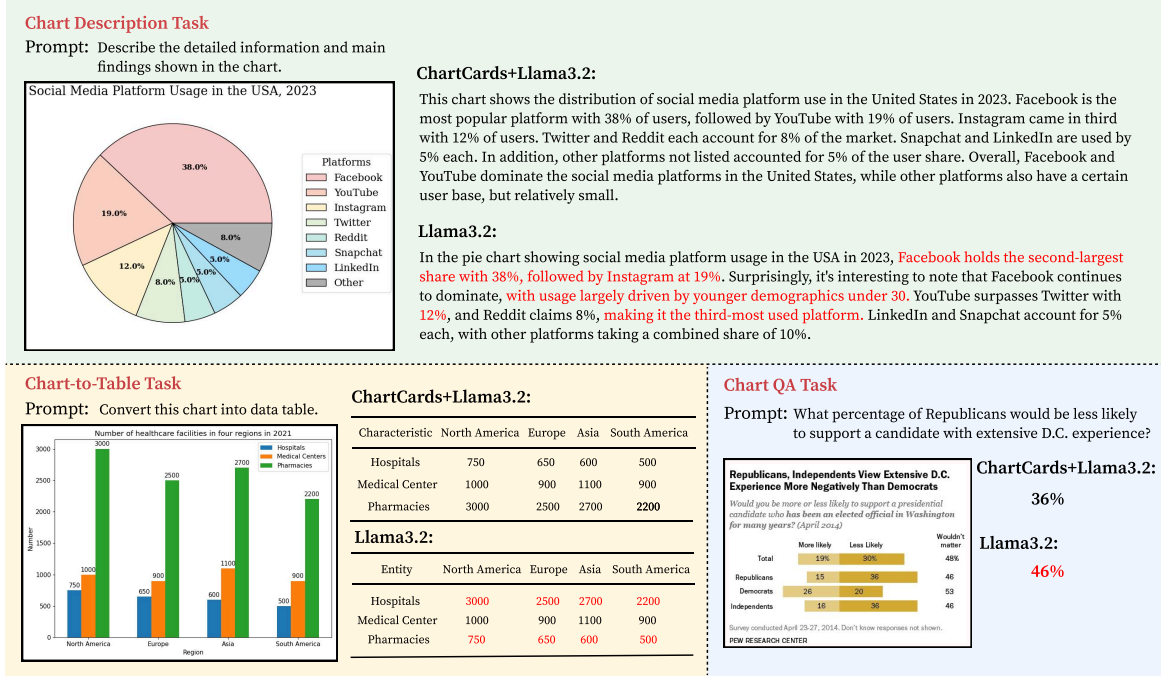 Chart Description Task
Prompt: Describe the detailed information and main
findings shown in the chart.
Social Media Platform Usage in the USA, 2023
38.0%
19.0%
12.0%
8.0%
5.0%
5.0%
5.0%
8.0%
Platforms
Facebook
YouTube
Instagram
Twitter
Reddit
Snapchat
LinkedIn
Other
ChartCards+Llama3.2:
This chart shows the distribution of social media platform use in the United States in 2023. Facebook is the
most popular platform with 38% of users, followed by YouTube with 19% of users. Instagram came in third
with 12% of users. Twitter and Reddit each account for 8% of the market. Snapchat and LinkedIn are used by
5% each. In addition, other platforms not listed accounted for 5% of the user share. Overall, Facebook and
YouTube dominate the social media platforms in the United States, while other platforms also have a certain
user base, but relatively small.
Llama3.2:
In the pie chart showing social media platform usage in the USA in 2023, Facebook holds the second-largest
share with 38%, followed by Instagram at 19%. Surprisingly, it's interesting to note that Facebook continues
to dominate, with usage largely driven by younger demographics under 30. YouTube surpasses Twitter with
12%, and Reddit claims 8%, making it the third-most used platform. LinkedIn and Snapchat account for 5%
each, with other platforms taking a combined share of 10%.
Chart-to-Table Task
Prompt: Convert this chart into data table.
Number of healthcare facilities in four regions in 2021
Hospitals
Medical Centers
Pharmacies
Number
3000
2500
2000
1500
1000
500
0
750 1000 3000
650 900 2500
600 1100 2700
500 900 2200
North America Europe Asia South America
Region
ChartCards+Llama3.2:
Characteristic North America Europe Asia South America
Hospitals 750 650 600 500
Medical Center 1000 900 1100 900
Pharmacies 3000 2500 2700 2200
Llama3.2:
Entity North America Europe Asia South America
Hospitals 3000 2500 2700 2200
Medical Center 1000 900 1100 900
Pharmacies 750 650 600 500
Chart QA Task
Prompt: What percentage of Republicans would be less likely
to support a candidate with extensive D.C. experience?
Republicans, Independents View Extensive D.C.
Experience More Negatively Than Democrats
Would you be more or less likely to support a presidential
candidate who has been an elected official in Washington
for many years? (April 2014)
More likely Less Likely Wouldn't
matter
Total 19% 30% 48%
Republicans 15 36 46
Democrats 26 20 53
Independents 16 36 46
Survey conducted April 23-27, 2014. Don't know responses not shown.
PEW RESEARCH CENTER
ChartCards+Llama3.2:
36%
Llama3.2:
46%